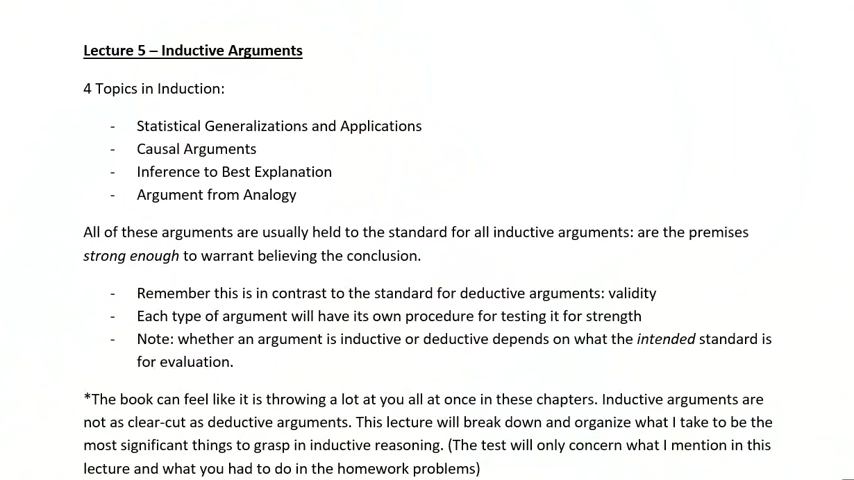 Lecture 5 – Inductive Arguments
4 Topics in Induction:
- Statistical Generalizations and Applications
- Causal Arguments
- Inference to Best Explanation
- Argument from Analogy
All of these arguments are usually held to the standard for all inductive arguments: are the premises
strong enough to warrant believing the conclusion.
- Remember this is in contrast to the standard for deductive arguments: validity
- Each type of argument will have its own procedure for testing it for strength
- Note: whether an argument is inductive or deductive depends on what the intended standard is
for evaluation.
*The book can feel like it is throwing a lot at you all at once in these chapters. Inductive arguments are
not as clear-cut as deductive arguments. This lecture will break down and organize what I take to be the
most significant things to grasp in inductive reasoning. (The test will only concern what I mention in this
lecture and what you had to do in the homework problems)